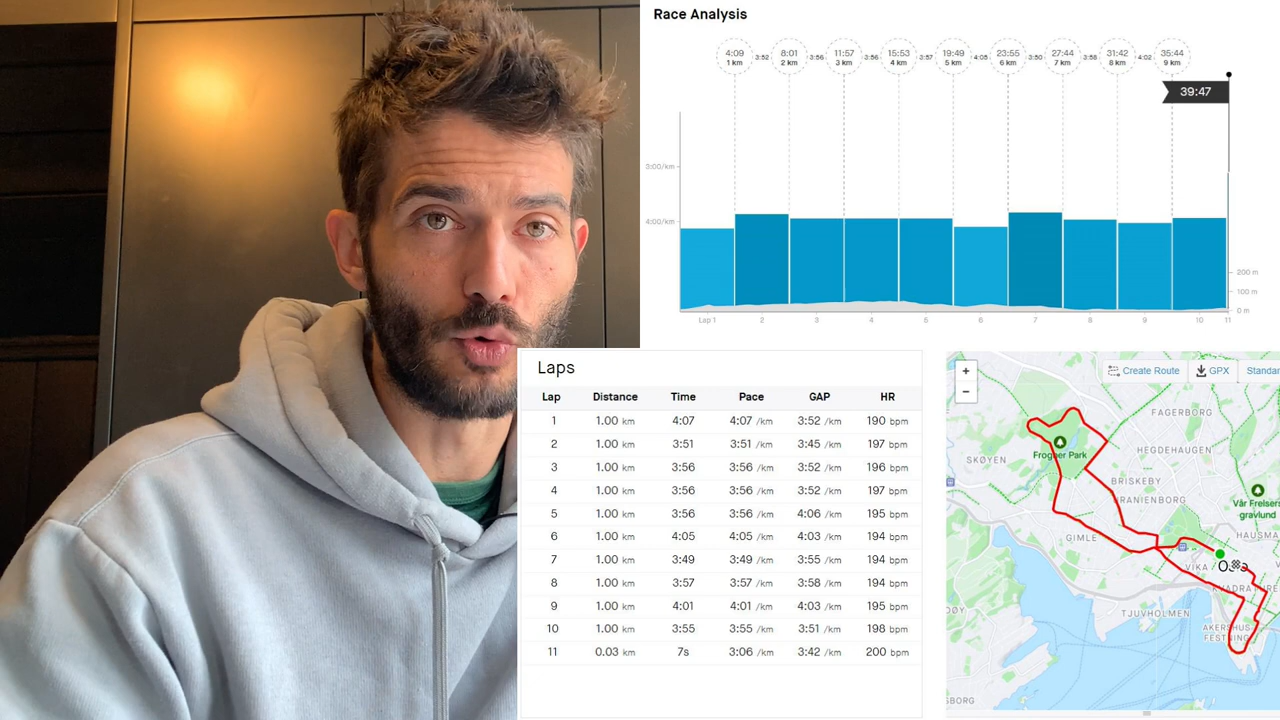 Race Analysis
4:09 3:52 8:01 3:56 11:57 3:56 15:53 3:57 19:49 4:05 23:55 3:50 27:44 3:58 31:42 4:02 35:44
1 km 2 km 3 km 4 km 5 km 6 km 7 km 8 km 9 km
39:47
3:00/km
4:00/km
200 m
100 m
0 m
Lap 1 2 3 4 5 6 7 8 9 10 11
Laps
Lap Distance Time Pace GAP HR
1 1.00 km 4:07 4:07 /km 3:52 /km 190 bpm
2 1.00 km 3:51 3:51 /km 3:45 /km 197 bpm
3 1.00 km 3:56 3:56 /km 3:52 /km 196 bpm
4 1.00 km 3:56 3:56 /km 3:52 /km 197 bpm
5 1.00 km 3:56 3:56 /km 4:06 /km 195 bpm
6 1.00 km 4:05 4:05 /km 4:03 /km 194 bpm
7 1.00 km 3:49 3:49 /km 3:55 /km 194 bpm
8 1.00 km 3:57 3:57 /km 3:58 /km 194 bpm
9 1.00 km 4:01 4:01 /km 4:03 /km 195 bpm
10 1.00 km 3:55 3:55 /km 3:51 /km 198 bpm
11 0.03 km 7s 3:06 /km 3:42 /km 200 bpm
+
−
Create Route GPX Standar
FAGERBORG
Frogner Park
HEGDEHAUGEN
SKØYEN
BRISKEBY
URANIENBORG
Vår Frelsers
gravlund
GIMLE
HAUSMA
VIKA
KVADRATURE
TJUVHOLMEN
AKERSHUS
FESTNING
SBORG